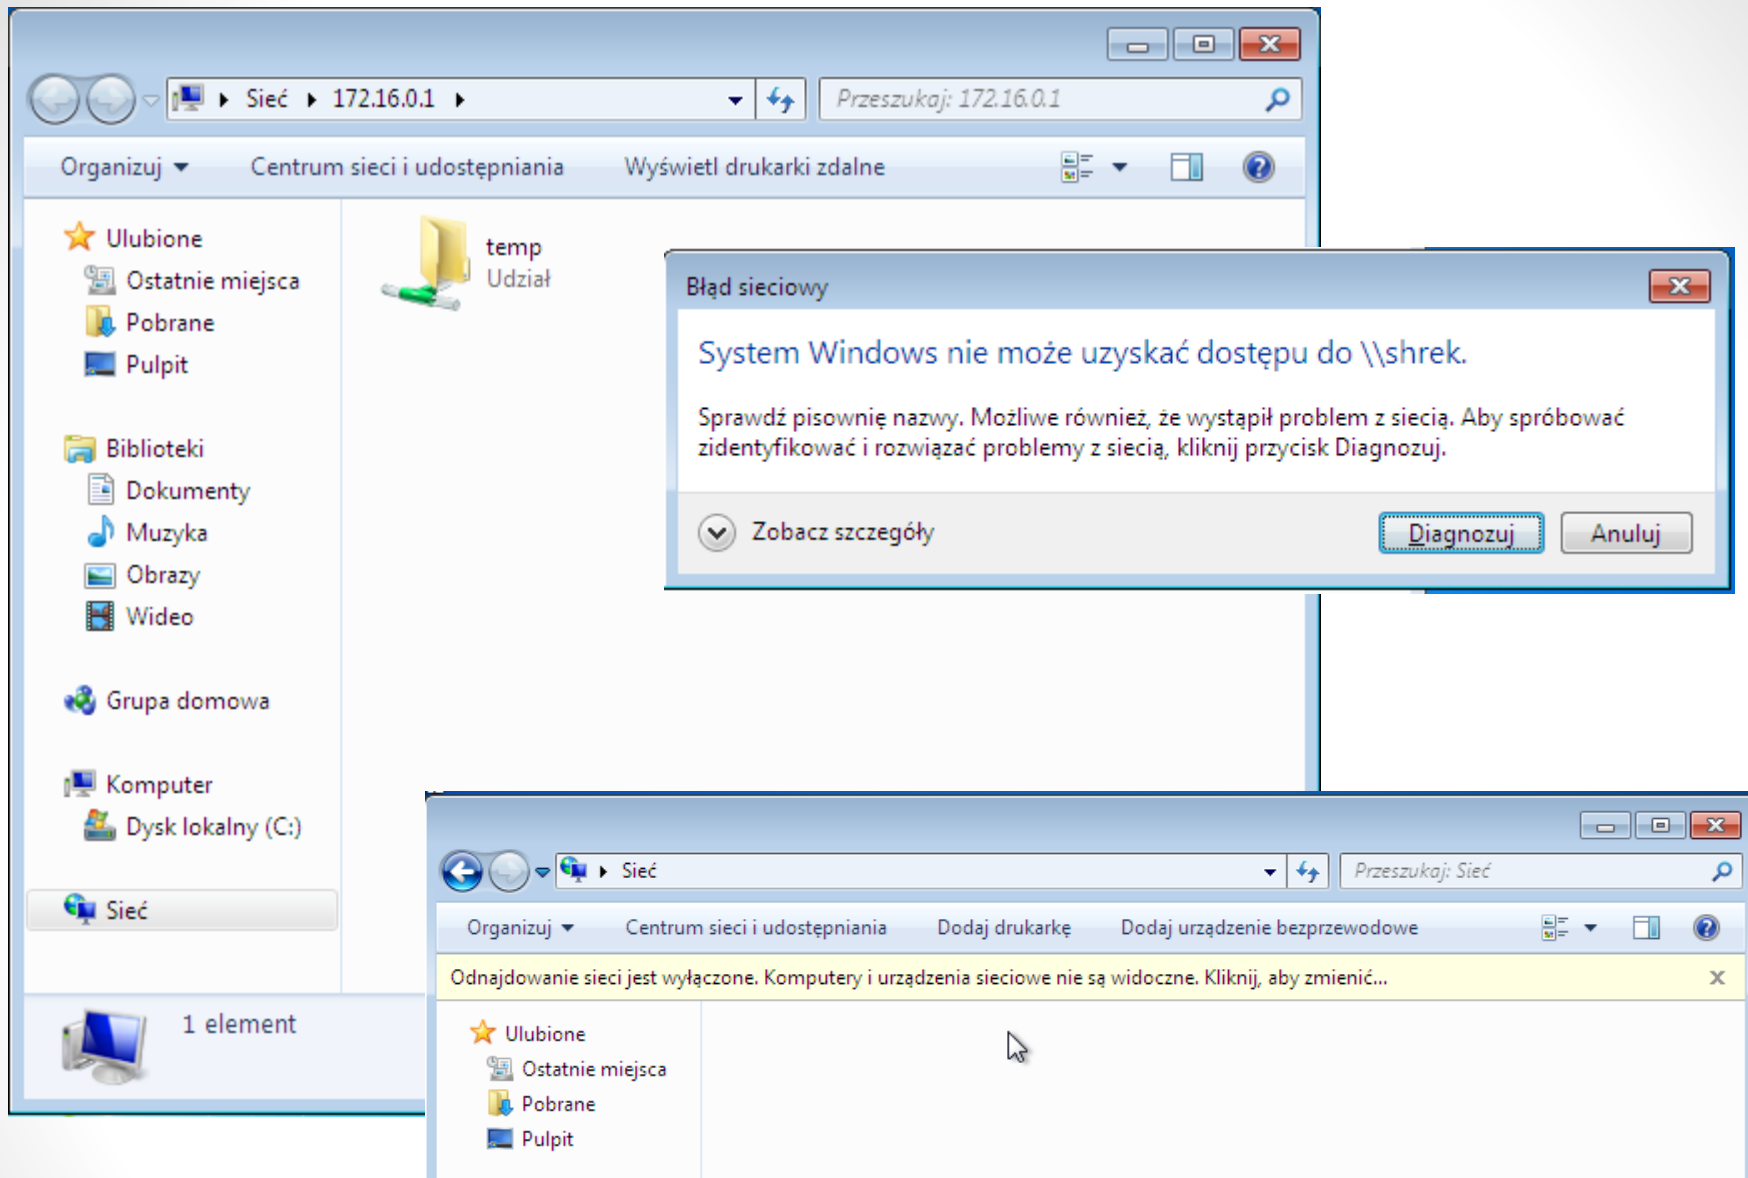 Sieć 172.16.0.1
Przeszukaj: 172.16.0.1
Organizuj Centrum sieci i udostępniania Wyświetl drukarki zdalne
Ulubione
Ostatnie miejsca
Pobrane
Pulpit
Biblioteki
Dokumenty
Muzyka
Obrazy
Wideo
Grupa domowa
Komputer
Dysk lokalny (C:)
Sieć
temp
Udział
1 element
Błąd sieciowy
System Windows nie może uzyskać dostępu do \\shrek.
Sprawdź pisownię nazwy. Możliwe również, że wystąpił problem z siecią. Aby spróbować
zidentyfikować i rozwiązać problemy z siecią, kliknij przycisk Diagnozuj.
Zobacz szczegóły
Diagnozuj Anuluj
Sieć
Przeszukaj: Sieć
Organizuj Centrum sieci i udostępniania Dodaj drukarkę Dodaj urządzenie bezprzewodowe
Odnajdowanie sieci jest wyłączone. Komputery i urządzenia sieciowe nie są widoczne. Kliknij, aby zmienić...
Ulubione
Ostatnie miejsca
Pobrane
Pulpit